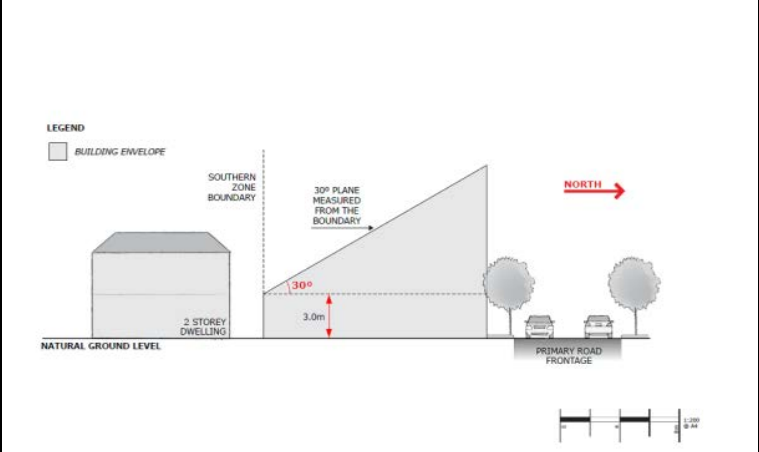 LEGEND
BUILDING ENVELOPE
SOUTHERN
ZONE
BOUNDARY
30º PLANE
MEASURED
FROM THE
BOUNDARY
NORTH
30º
3.0m
2 STOREY
DWELLING
NATURAL GROUND LEVEL
PRIMARY ROAD
FRONTAGE
1:200
@ A4